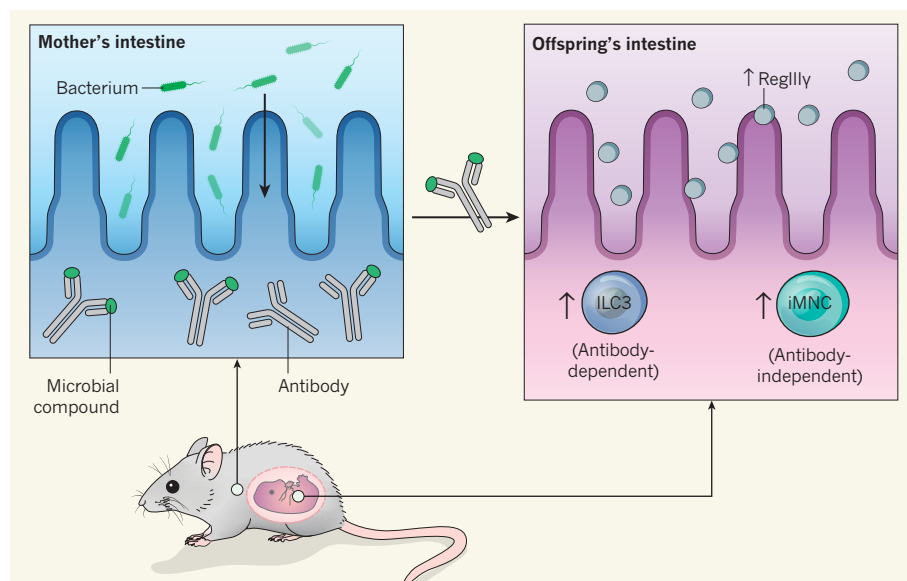 Mother's intestine
Bacterium
Microbial
compound
Antibody
Offspring's intestine
↑ RegIIIγ
↑ ILC3
(Antibody-
dependent)
↑ iMNC
(Antibody-
independent)